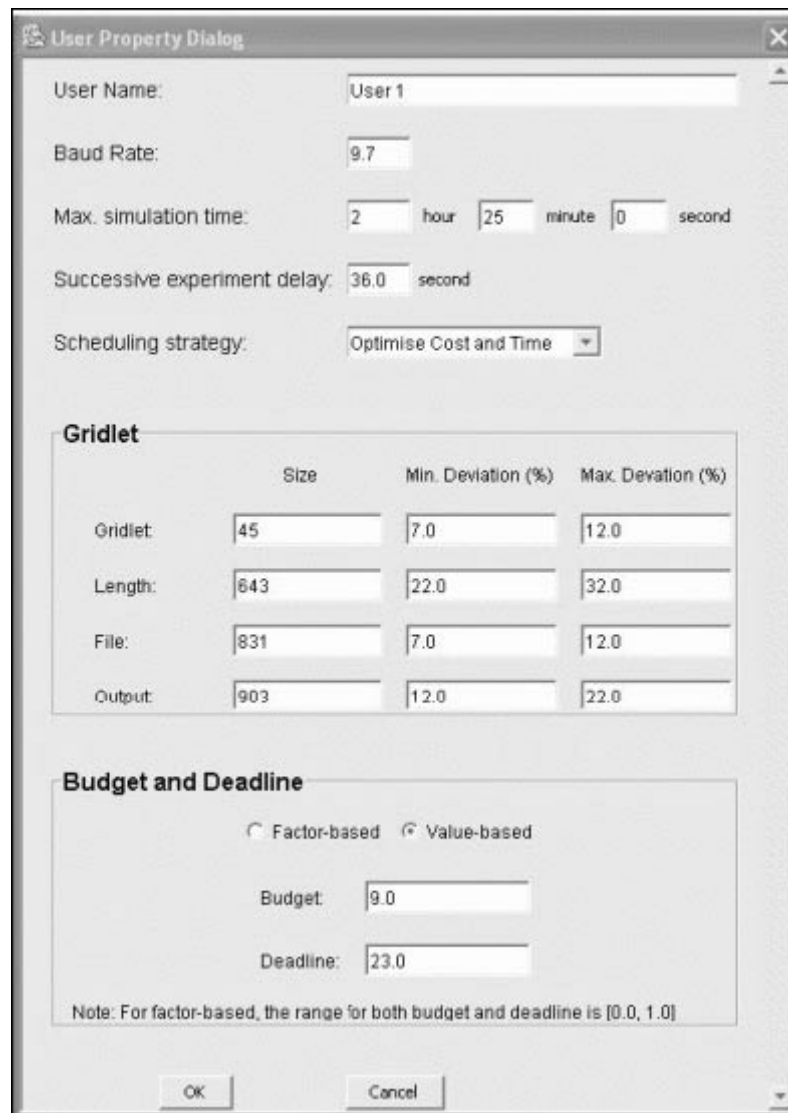 User Property Dialog
User Name: User 1
Baud Rate: 9.7
Max. simulation time: 2 hour 25 minute 0 second
Successive experiment delay: 36.0 second
Scheduling strategy: Optimise Cost and Time
Gridlet
Size Min. Deviation (%) Max. Devation (%)
Gridlet: 45 7.0 12.0
Length: 643 22.0 32.0
File: 831 7.0 12.0
Output: 903 12.0 22.0
Budget and Deadline
Factor-based Value-based
Budget: 9.0
Deadline: 23.0
Note: For factor-based, the range for both budget and deadline is [0.0, 1.0]
OK Cancel